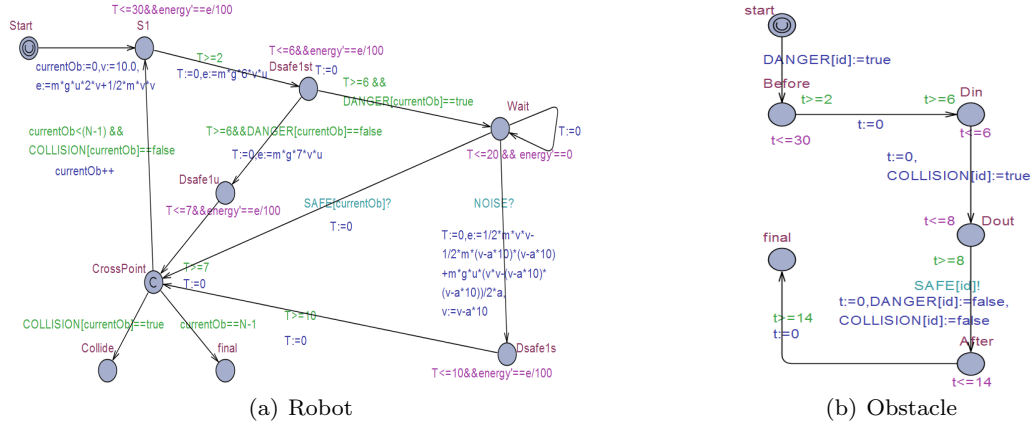 T<=30&&energy'==e/100
Start
S1
currentOb:=0,v:=10.0,
e:=m*g*u*2*v+1/2*m*v*v
T>=2
T:=0,e:=m*g*6*v*u
T<=6&&energy'==e/100
Dsafe1st
T:=0
T>=6 &&
DANGER[currentOb]==true
Wait
T:=0
T<=20 && energy'==0
currentOb<(N-1) &&
COLLISION[currentOb]==false
currentOb++
T>=6&&DANGER[currentOb]==false
T:=0,e:=m*g*7*v*u
Dsafe1u
T<=7&&energy'==e/100
SAFE[currentOb]?
T:=0
NOISE?
T:=0,e:=1/2*m*v*v-
1/2*m*(v-a*10)*(v-a*10)
+m*g*u*(v*v-(v-a*10)*
(v-a*10))/2*a,
v:=v-a*10
CrossPoint
C
T>=7
T:=0
COLLISION[currentOb]==true
currentOb==N-1
T>=10
T:=0
Collide
final
Dsafe1s
T<=10&&energy'==e/100
(a) Robot
start
DANGER[id]:=true
Before
t>=2
t:=0
t<=30
t>=6
Din
t<=6
t:=0,
COLLISION[id]:=true
t<=8
Dout
t>=8
SAFE[id]!
t:=0,DANGER[id]:=false,
COLLISION[id]:=false
final
t>=14
t:=0
After
t<=14
(b) Obstacle